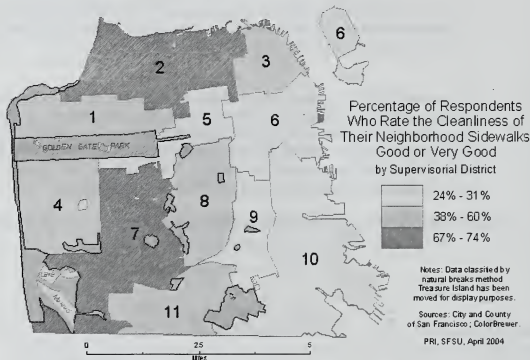 6
2
3
1
5
6
GOLDEN GATE PARK
4
8
7
9
10
11
0
2.5
5
Miles
Percentage of Respondents
Who Rate the Cleanliness of
Their Neighborhood Sidewalks
Good or Very Good
by Supervisorial District
24% - 31%
38% - 60%
67% - 74%
Notes: Data classified by
natural breaks method
Treasure Island has been
moved for display purposes.
Sources: City and County
of San Francisco; ColorBrewer.
PRI, SFSU, April 2004